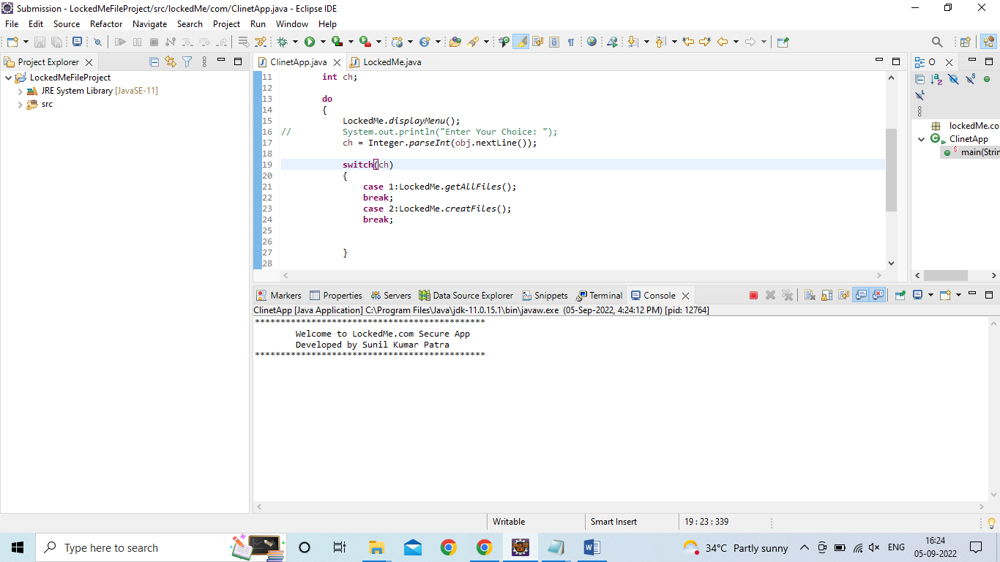 Submission - LockedMeFileProject/src/lockedMe/com/ClinetApp.java - Eclipse IDE
File Edit Source Refactor Navigate Search Project Run Window Help
Project Explorer
LockedMeFileProject
JRE System Library [JavaSE-11]
src
ClinetApp.java LockedMe.java
11 int ch;
12
13 do
14 {
15 LockedMe.displayMenu();
16 // System.out.println("Enter Your Choice: ");
17 ch = Integer.parseInt(obj.nextLine());
18
19 switch(ch)
20 {
21 case 1:LockedMe.getAllFiles();
22 break;
23 case 2:LockedMe.creatFiles();
24 break;
25
26
27 }
28
O
lockedMe.co
ClinetApp
main(Strin
Markers Properties Servers Data Source Explorer Snippets Terminal Console
ClinetApp [Java Application] C:\Program Files\Java\jdk-11.0.15.1\bin\javaw.exe (05-Sep-2022, 4:24:12 PM) [pid: 12764]
*********************************************
Welcome to LockedMe.com Secure App
Developed by Sunil Kumar Patra
*********************************************
Writable Smart Insert 19 : 23 : 339
Type here to search
34°C Partly sunny ENG 16:24
05-09-2022